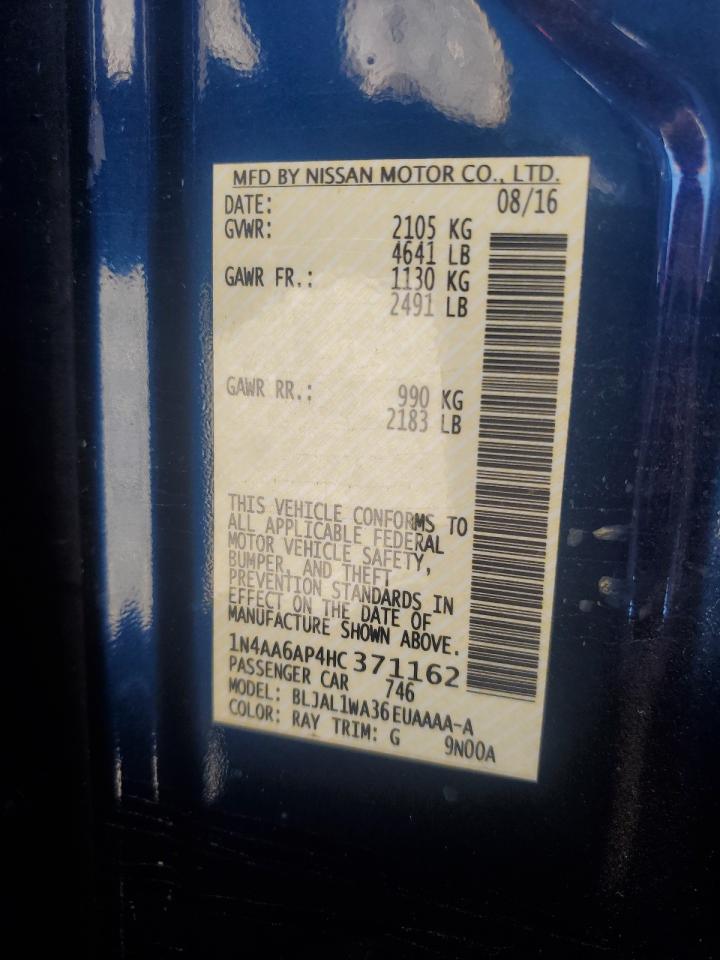 MFD BY NISSAN MOTOR CO., LTD.
DATE: 08/16
GVWR: 2105 KG
4641 LB
GAWR FR.: 1130 KG
2491 LB
GAWR RR.: 990 KG
2183 LB
THIS VEHICLE CONFORMS TO
ALL APPLICABLE FEDERAL
MOTOR VEHICLE SAFETY,
BUMPER, AND THEFT
PREVENTION STANDARDS IN
EFFECT ON THE DATE OF
MANUFACTURE SHOWN ABOVE.
1N4AA6AP4HC371162
PASSENGER CAR 746
MODEL: BLJAL1WA36EUAAAA-A
COLOR: RAY TRIM: G 9N00A